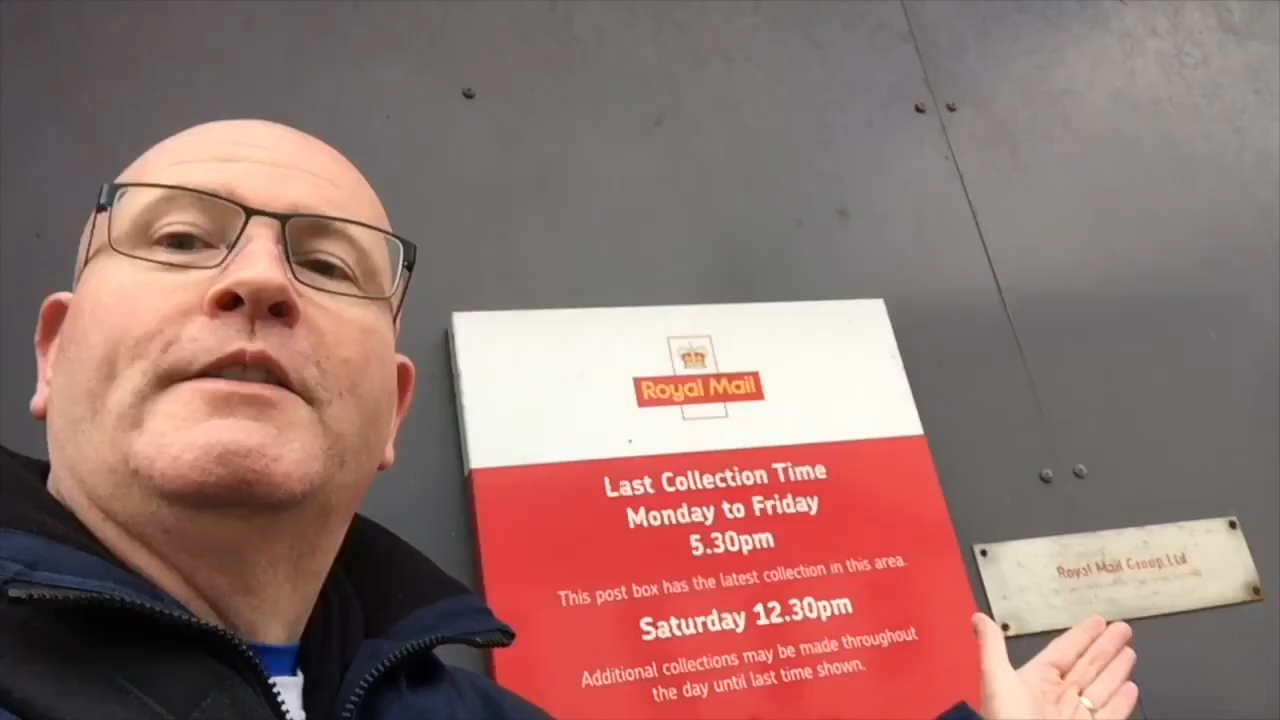 Royal Mail
Last Collection Time
Monday to Friday
5.30pm
This post box has the latest collection in this area.
Saturday 12.30pm
Additional collections may be made throughout
the day until last time shown.
Royal Mail Group Ltd